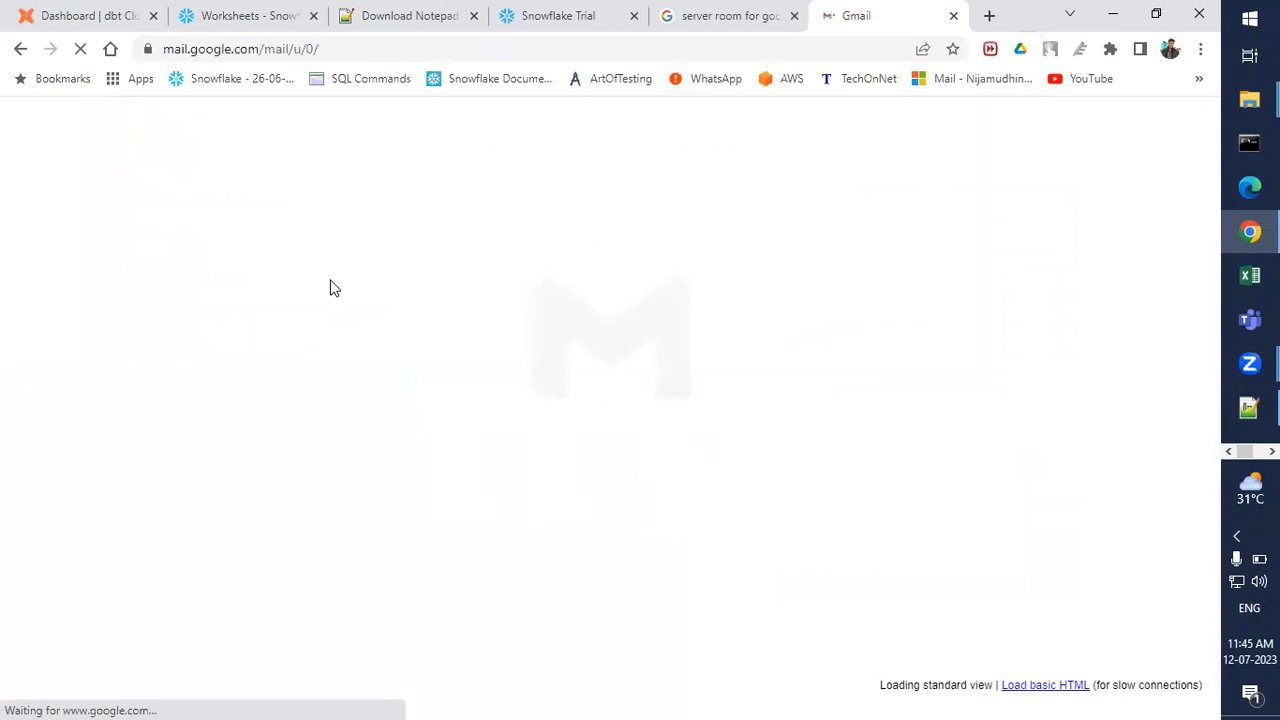 Dashboard | dbt Clo
Worksheets - Snowf
Download Notepad
Snowflake Trial
server room for goo
Gmail
mail.google.com/mail/u/0/
Bookmarks
Apps
Snowflake - 26-06-...
SQL Commands
Snowflake Docume...
ArtOfTesting
WhatsApp
AWS
TechOnNet
Mail - Nijamudhin...
YouTube
»
31°C
ENG
11:45 AM
12-07-2023
1
Loading standard view | Load basic HTML (for slow connections)
Waiting for www.google.com...